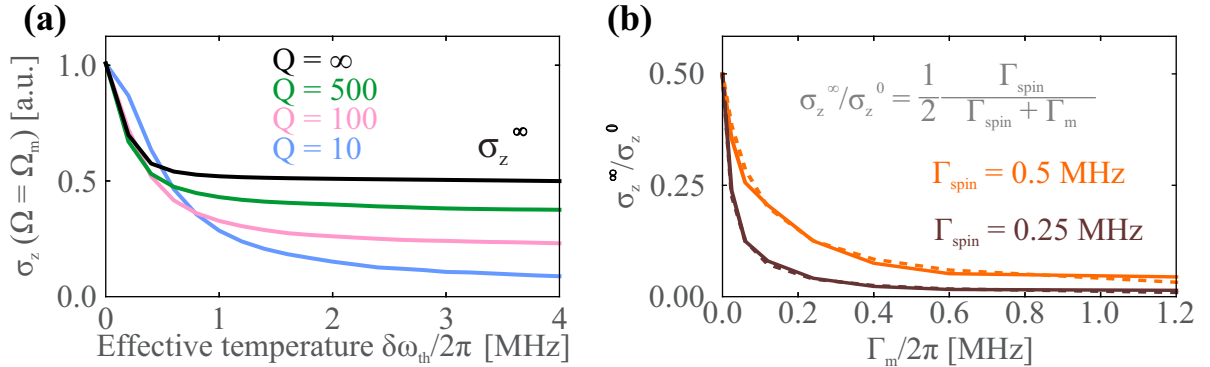 (a)
σz (Ω = Ωm) [a.u.]
1.0
0.5
0.0
Q = ∞
Q = 500
Q = 100
Q = 10
σz∞
0 1 2 3 4
Effective temperature δωth/2π [MHz]
(b)
σz∞/σz0
0.50
0.25
0.00
σz∞/σz0 = 1/2 Γspin/Γspin + Γm
Γspin = 0.5 MHz
Γspin = 0.25 MHz
0.0 0.2 0.4 0.6 0.8 1.0 1.2
Γm/2π [MHz]